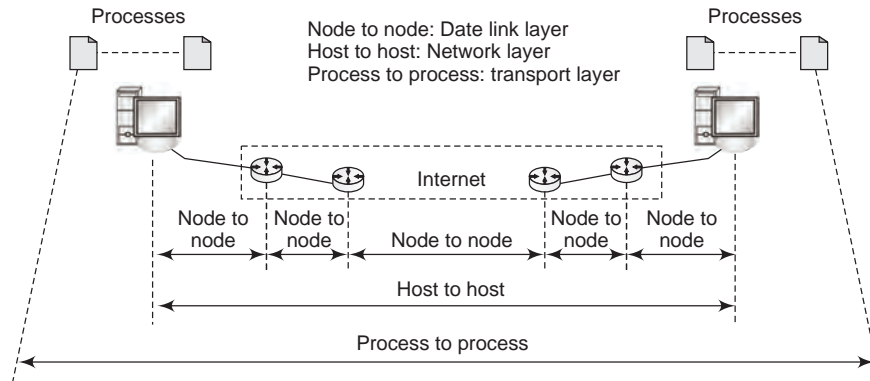 Processes
Processes
Node to node: Date link layer
Host to host: Network layer
Process to process: transport layer
Internet
Node to
node
Node to
node
Node to node
Node to
node
Node to
node
Host to host
Process to process